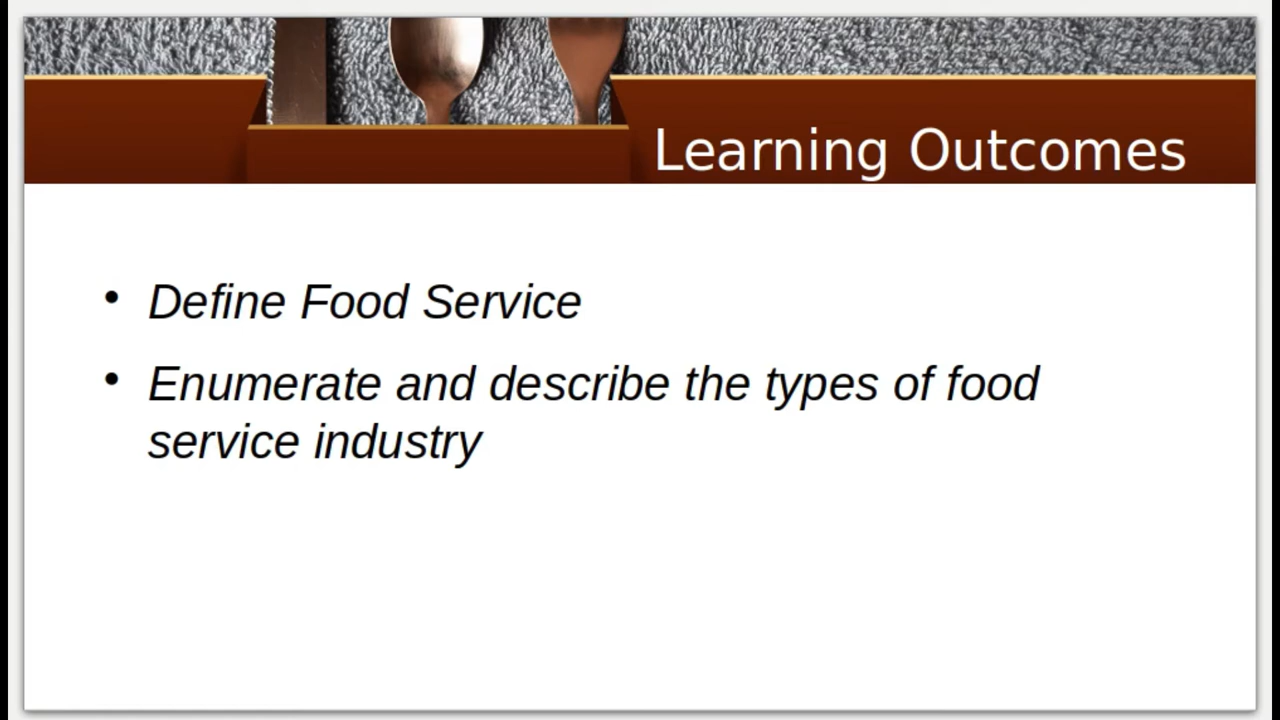 Learning Outcomes
• Define Food Service
• Enumerate and describe the types of food
service industry